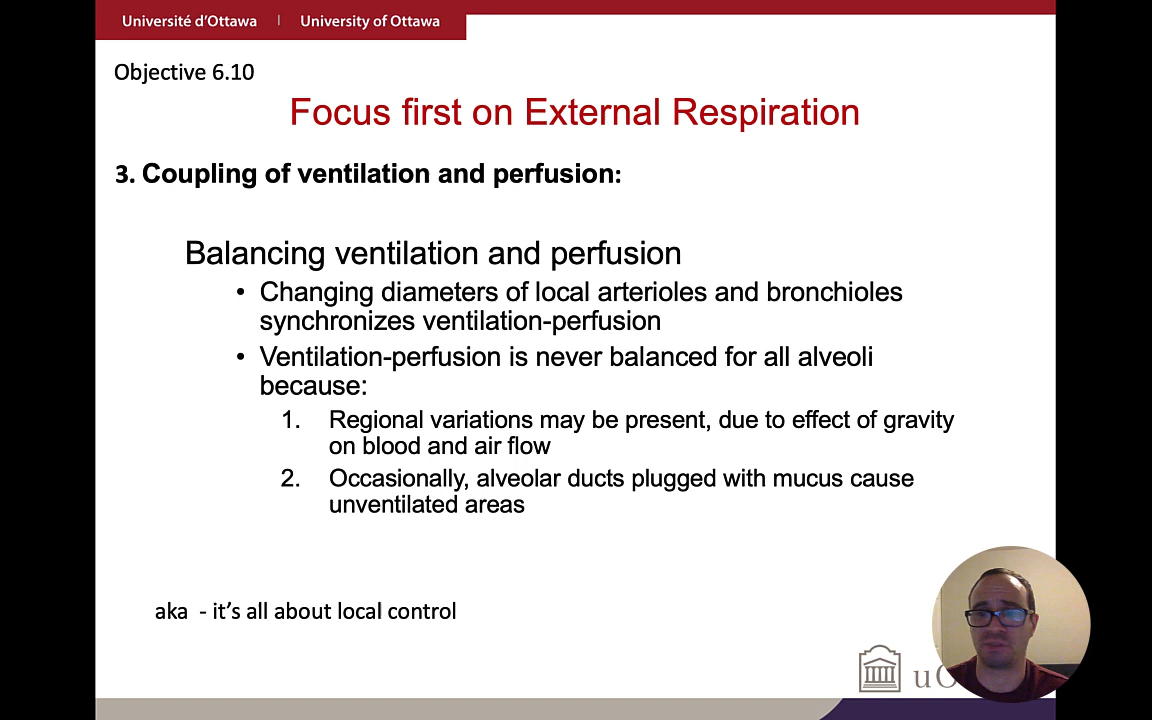 Université d'Ottawa | University of Ottawa
Objective 6.10
Focus first on External Respiration
3. Coupling of ventilation and perfusion:
Balancing ventilation and perfusion
• Changing diameters of local arterioles and bronchioles
synchronizes ventilation-perfusion
• Ventilation-perfusion is never balanced for all alveoli
because:
1. Regional variations may be present, due to effect of gravity
on blood and air flow
2. Occasionally, alveolar ducts plugged with mucus cause
unventilated areas
aka - it's all about local control